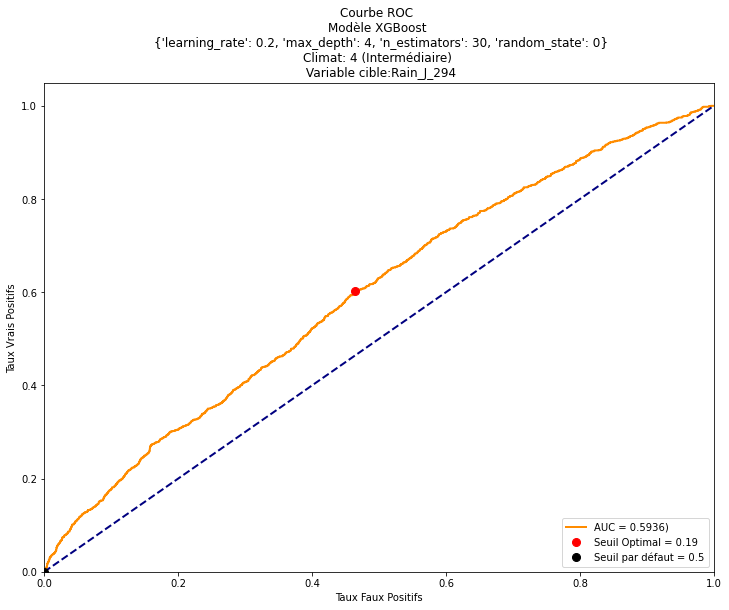 Courbe ROC
Modèle XGBoost
{'learning_rate': 0.2, 'max_depth': 4, 'n_estimators': 30, 'random_state': 0}
Climat: 4 (Intermédiaire)
Variable cible:Rain_J_294
1.0
0.8
0.6
0.4
0.2
0.0
Taux Vrais Positifs
AUC = 0.5936)
Seuil Optimal = 0.19
Seuil par défaut = 0.5
0.0 0.2 0.4 0.6 0.8 1.0
Taux Faux Positifs